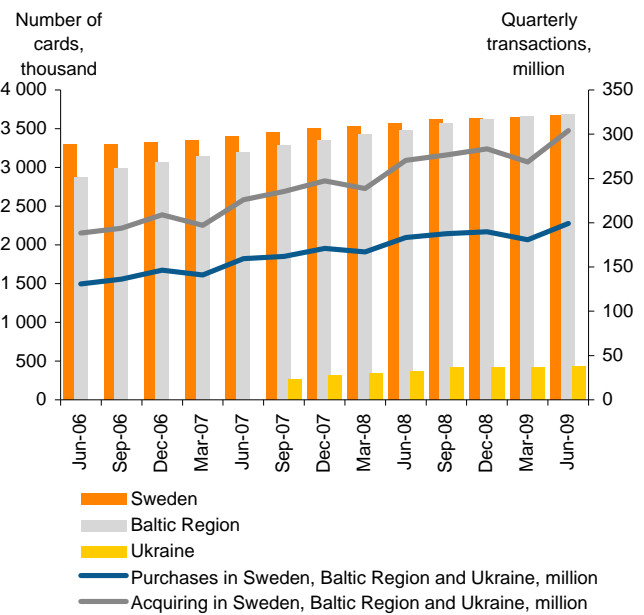 Number of
cards,
thousand
Quarterly
transactions,
million
4 000
3 500
3 000
2 500
2 000
1 500
1 000
500
0
350
300
250
200
150
100
50
0
Jun-06
Sep-06
Dec-06
Mar-07
Jun-07
Sep-07
Dec-07
Mar-08
Jun-08
Sep-08
Dec-08
Mar-09
Jun-09
Sweden
Baltic Region
Ukraine
Purchases in Sweden, Baltic Region and Ukraine, million
Acquiring in Sweden, Baltic Region and Ukraine, million